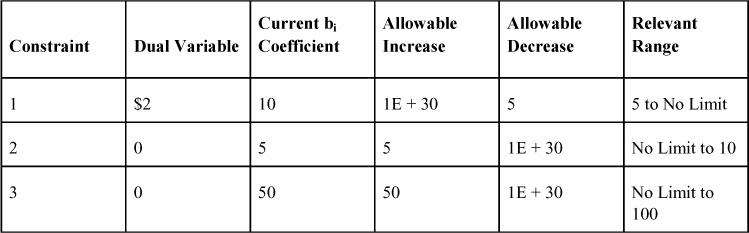 Constraint Dual Variable Current bi Coefficient Allowable Increase Allowable Decrease Relevant Range
1 $2 10 1E + 30 5 5 to No Limit
2 0 5 5 1E + 30 No Limit to 10
3 0 50 50 1E + 30 No Limit to 100